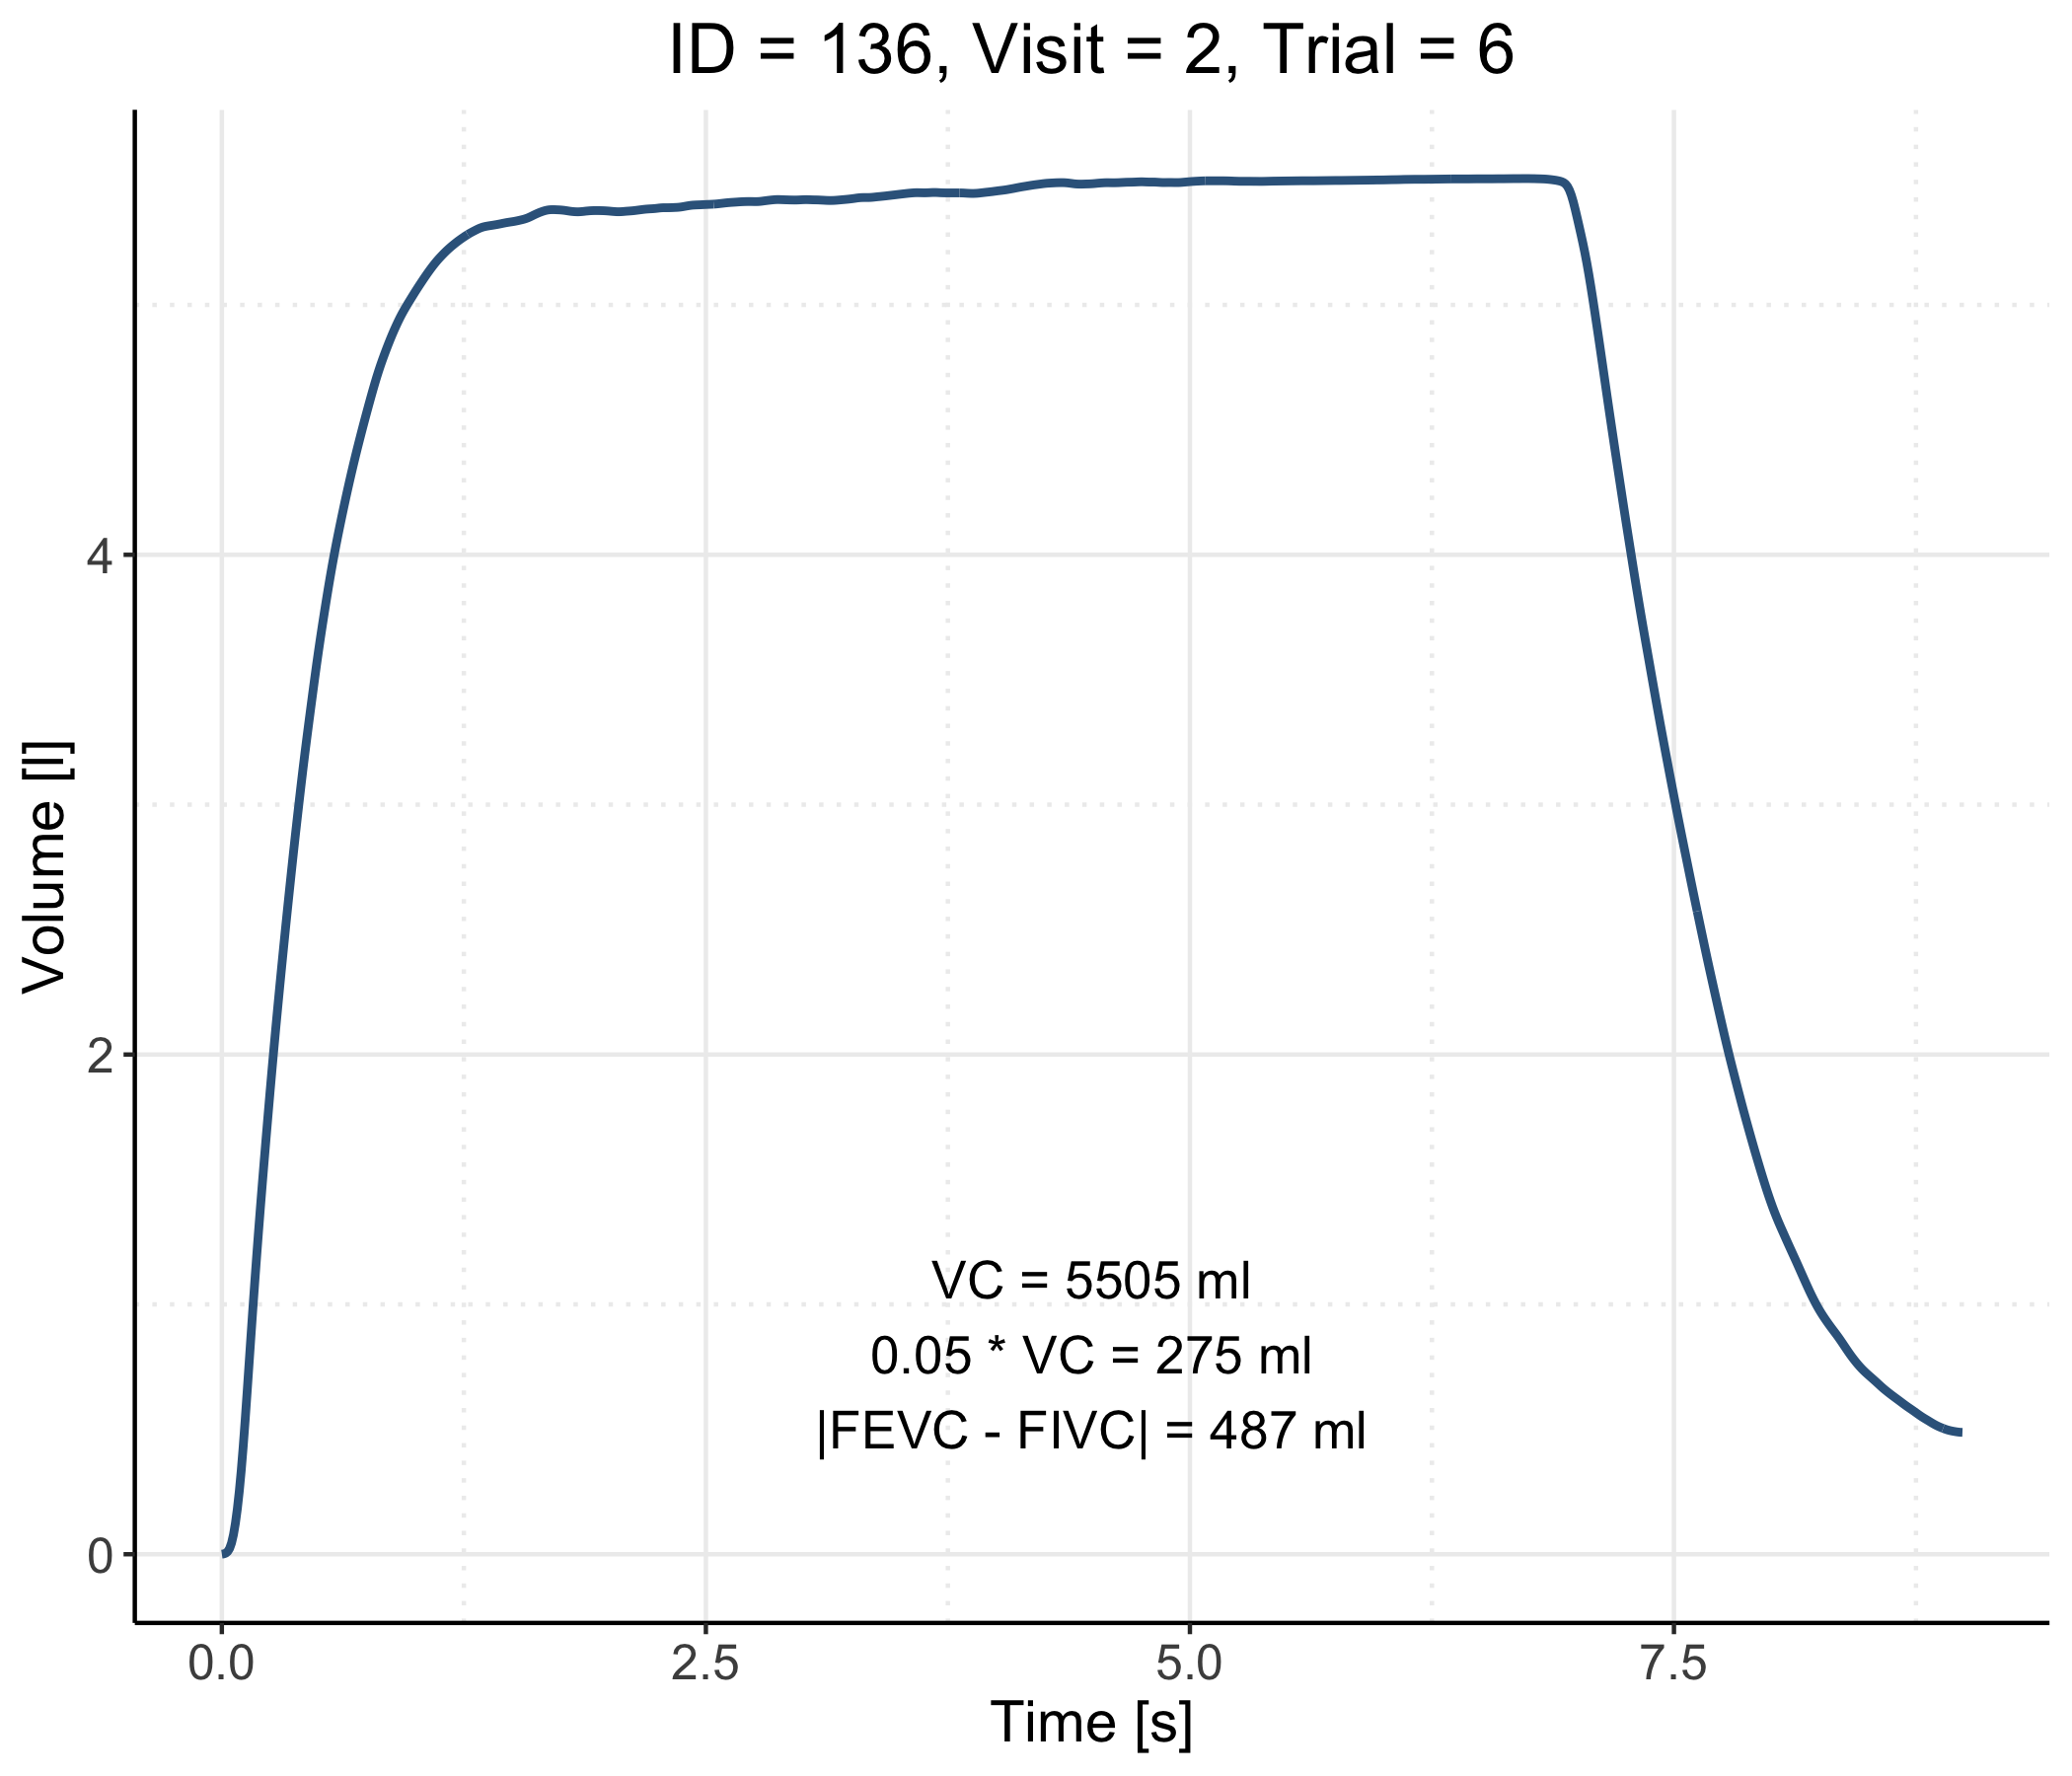 ID = 136, Visit = 2, Trial = 6
Volume [l]
4
2
0
VC = 5505 ml
0.05 * VC = 275 ml
|FEVC - FIVC| = 487 ml
0.0 2.5 5.0 7.5
Time [s]